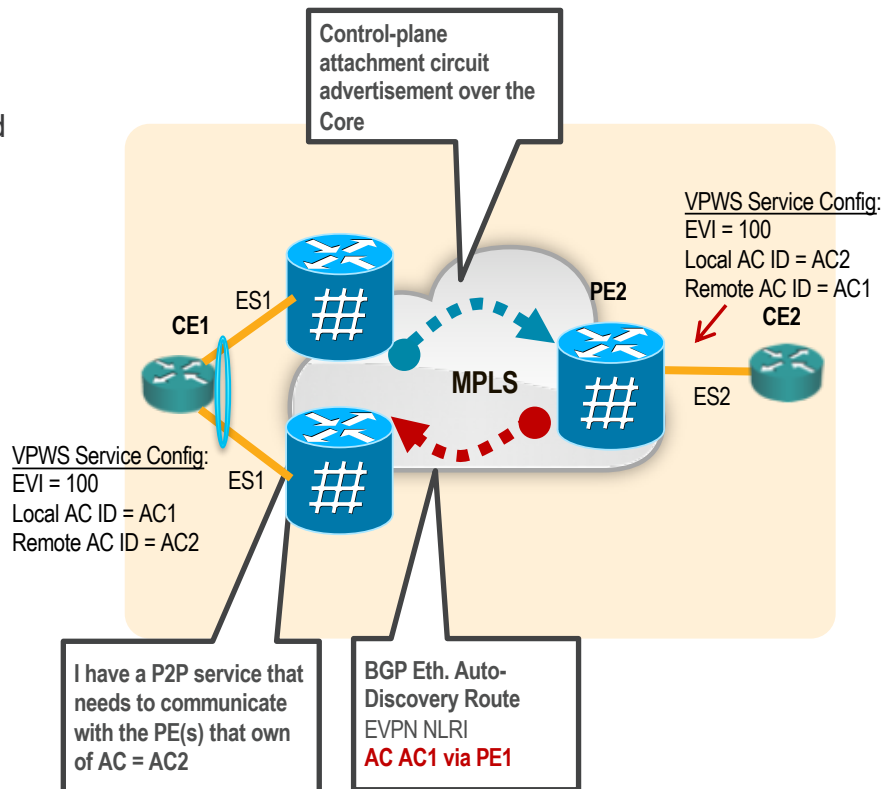 Control-plane
attachment circuit
advertisement over the
Core
d
VPWS Service Config:
EVI = 100
Local AC ID = AC2
Remote AC ID = AC1
ES1
PE2
CE1
CE2
MPLS
ES2
VPWS Service Config:
EVI = 100
Local AC ID = AC1
Remote AC ID = AC2
ES1
I have a P2P service that
needs to communicate
with the PE(s) that own
of AC = AC2
BGP Eth. Auto-
Discovery Route
EVPN NLRI
AC AC1 via PE1